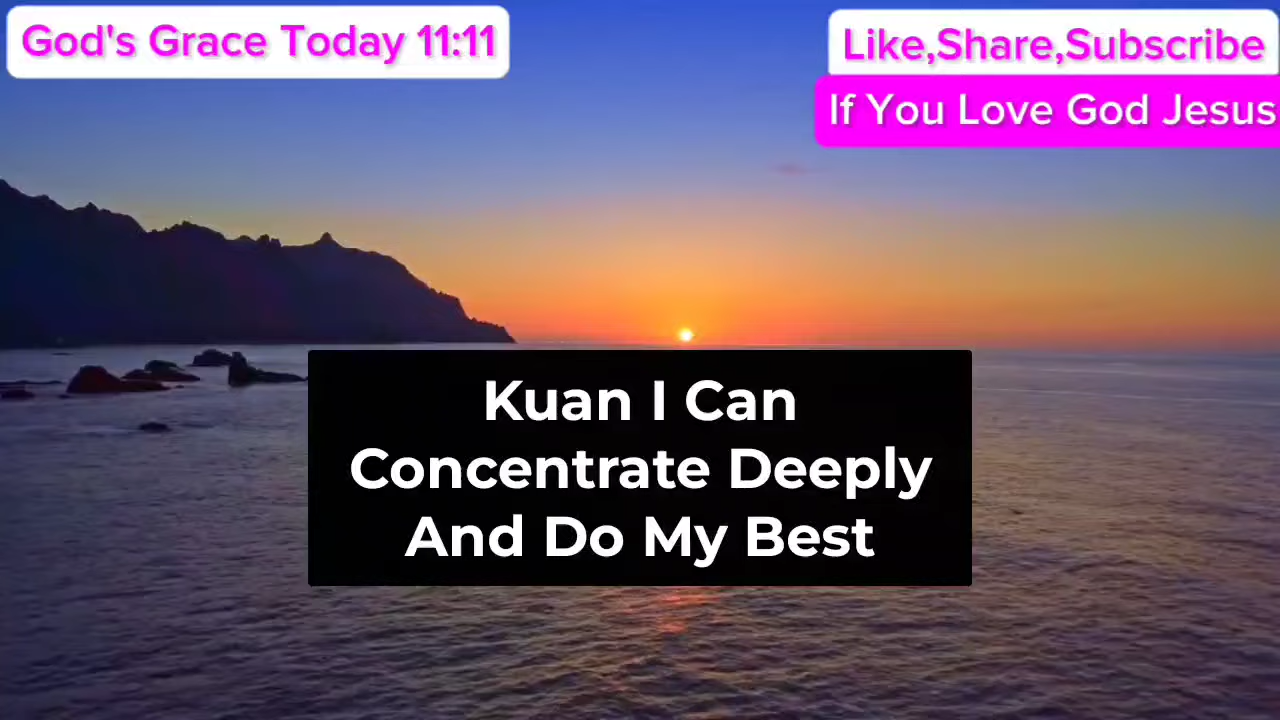 God's Grace Today 11:11
Like,Share,Subscribe
If You Love God Jesus
Kuan I Can
Concentrate Deeply
And Do My Best